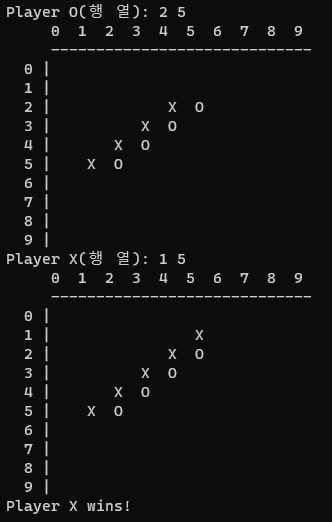 Player O(행 열): 2 5
0 1 2 3 4 5 6 7 8 9
------------------------------
0 |
1 |
2 | X O
3 | X O
4 | X O
5 | X O
6 |
7 |
8 |
9 |
Player X(행 열): 1 5
0 1 2 3 4 5 6 7 8 9
------------------------------
0 |
1 | X
2 | X O
3 | X O
4 | X O
5 | X O
6 |
7 |
8 |
9 |
Player X wins!